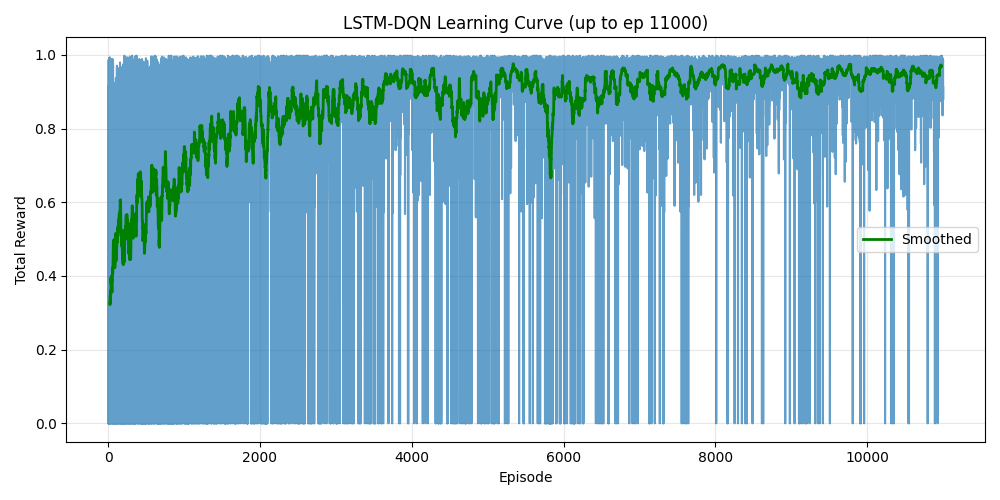 LSTM-DQN Learning Curve (up to ep 11000)
Total Reward
1.0
0.8
0.6
0.4
0.2
0.0
Smoothed
0 2000 4000 6000 8000 10000
Episode